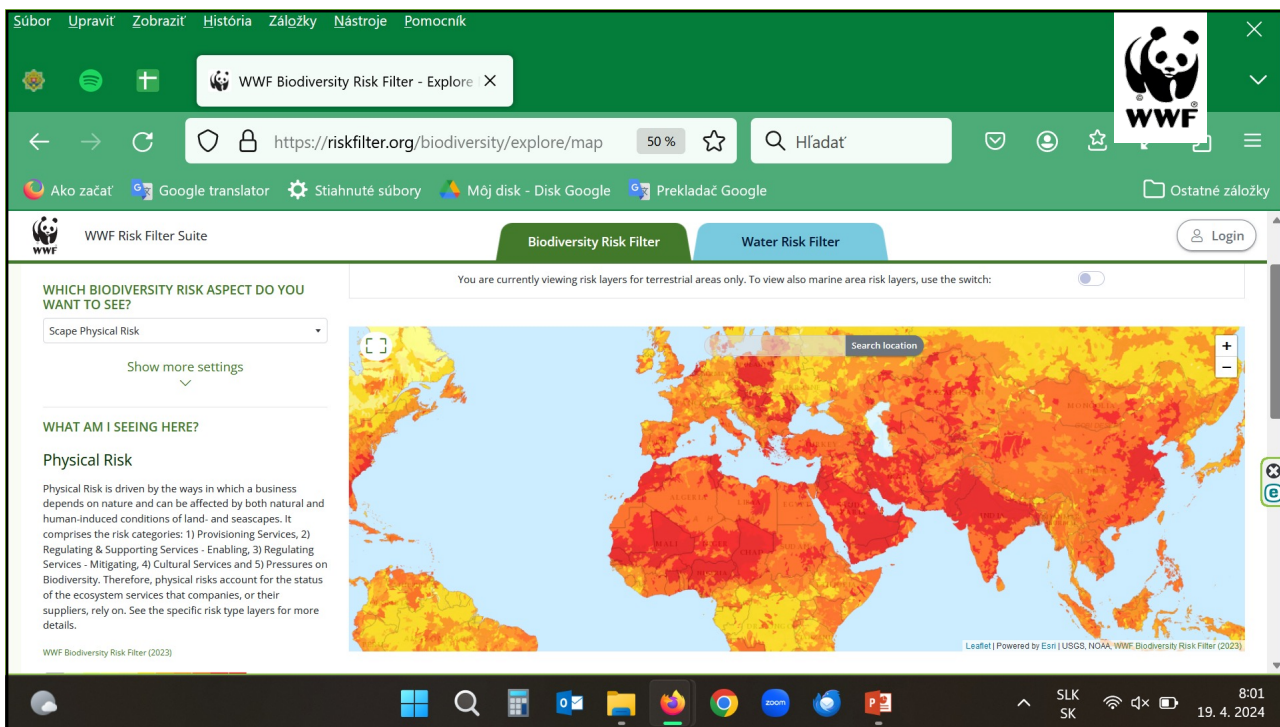 Súbor Upraviť Zobraziť História Záložky Nástroje Pomocník
WWF Biodiversity Risk Filter - Explore
© WWF ®
https://riskfilter.org/biodiversity/explore/map 50 % Hľadať
Ako začať Google translator Stiahnuté súbory Môj disk - Disk Google Prekladač Google Ostatné záložky
WWF
WWF Risk Filter Suite
Biodiversity Risk Filter
Water Risk Filter
Login
WHICH BIODIVERSITY RISK ASPECT DO YOU
WANT TO SEE?
Scape Physical Risk
Show more settings
WHAT AM I SEEING HERE?
Physical Risk
Physical Risk is driven by the ways in which a business
depends on nature and can be affected by both natural and
human-induced conditions of land- and seascapes. It
comprises the risk categories: 1) Provisioning Services, 2)
Regulating & Supporting Services - Enabling, 3) Regulating
Services - Mitigating, 4) Cultural Services and 5) Pressures on
Biodiversity. Therefore, physical risks account for the status
of the ecosystem services that companies, or their
suppliers, rely on. See the specific risk type layers for more
details.
WWF Biodiversity Risk Filter (2023)
You are currently viewing risk layers for terrestrial areas only. To view also marine area risk layers, use the switch:
Search location
+
−
ALGERIA
MALI
CHAD
Leaflet | Powered by Esri | USGS, NOAA, WWF Biodiversity Risk Filter (2023)
zoom
SLK
SK
8:01
19. 4. 2024